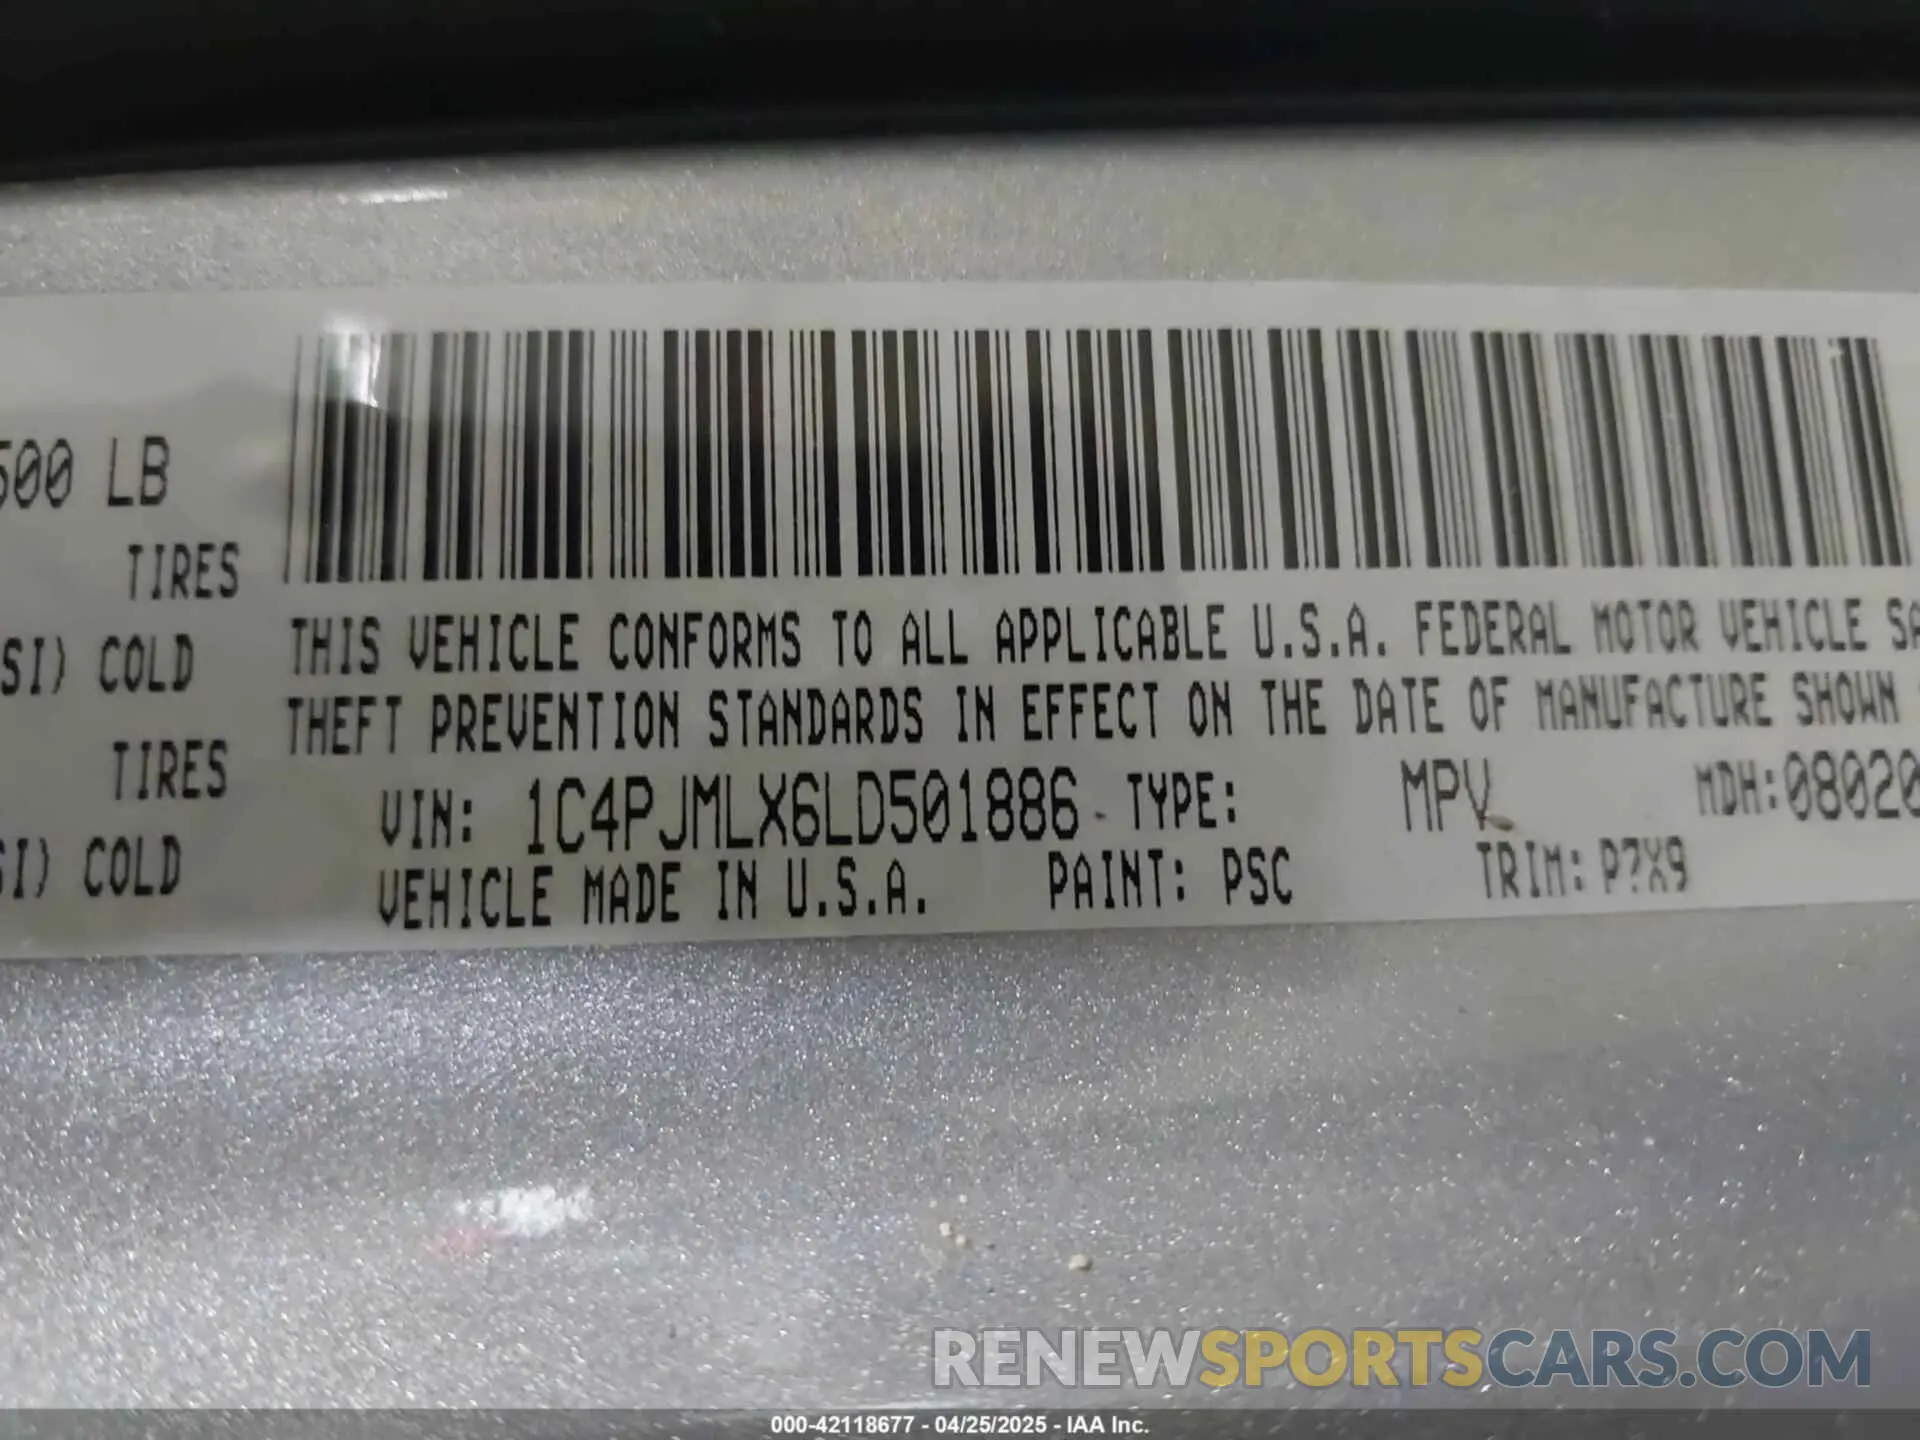 500 LB
TIRES
SI) COLD
TIRES
SI) COLD
THIS VEHICLE CONFORMS TO ALL APPLICABLE U.S.A. FEDERAL MOTOR VEHICLE SA
THEFT PREVENTION STANDARDS IN EFFECT ON THE DATE OF MANUFACTURE SHOWN
VIN: 1C4PJMLX6LD501886 TYPE: MPV MDH:08020
VEHICLE MADE IN U.S.A. PAINT: PSC TRIM: P7X9
RENEWSPORTSCARS.COM
000-42118677 - 04/25/2025 - IAA Inc.